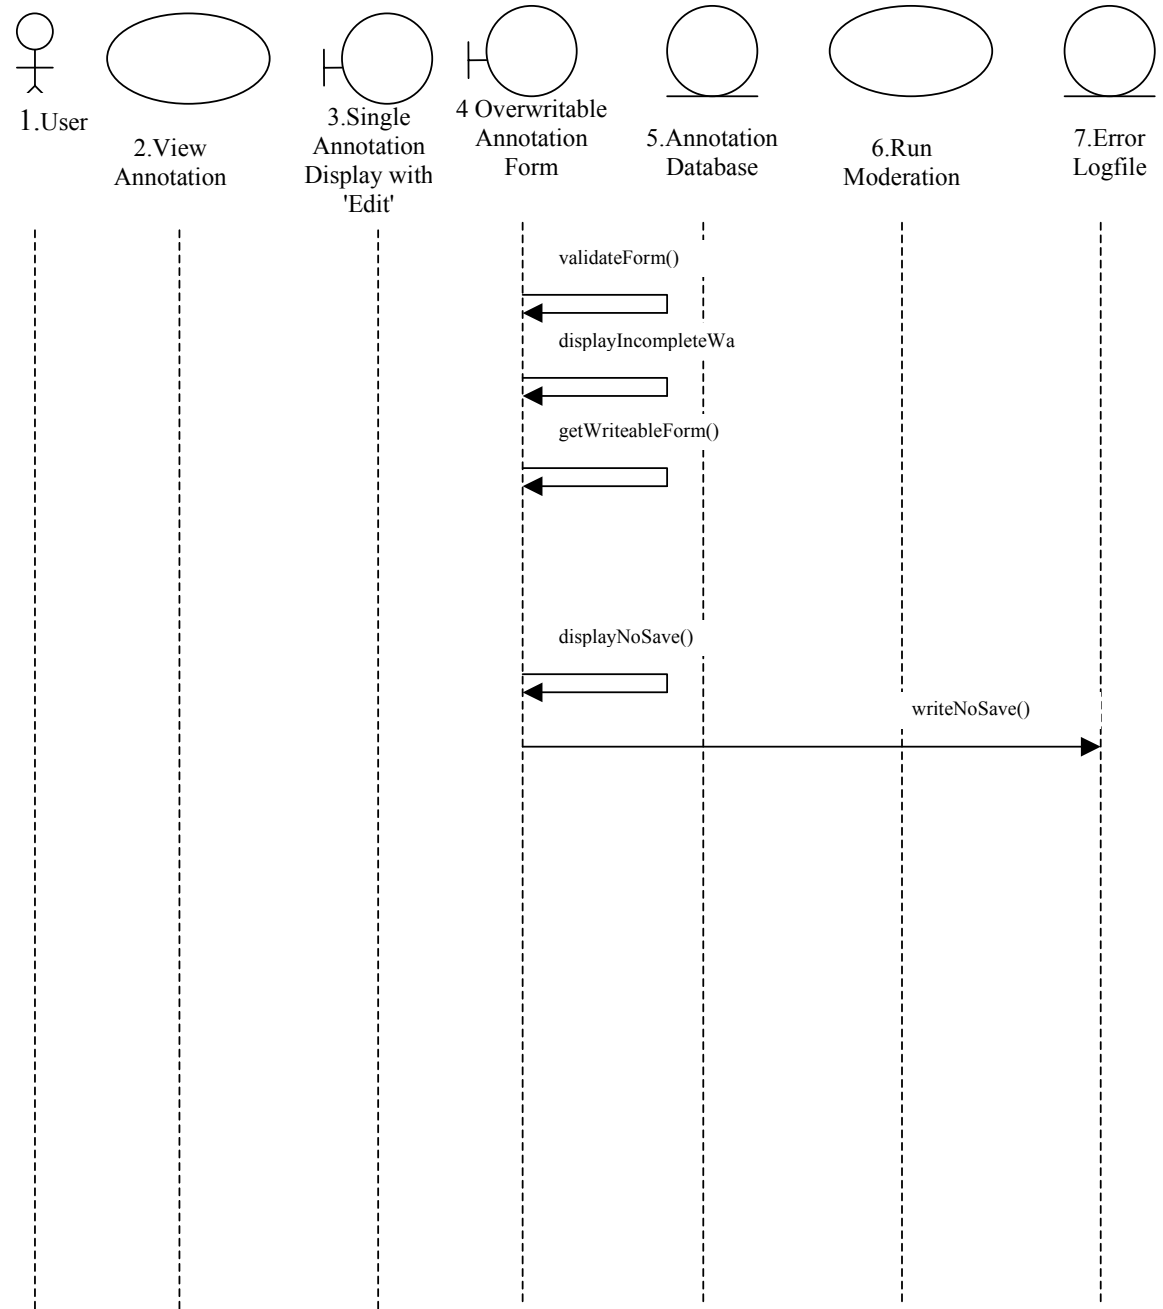 1.User
2.View
Annotation
3.Single
Annotation
Display with
'Edit'
4 Overwritable
Annotation
Form
5.Annotation
Database
6.Run
Moderation
7.Error
Logfile
validateForm()
displayIncompleteWa
getWriteableForm()
displayNoSave()
writeNoSave()